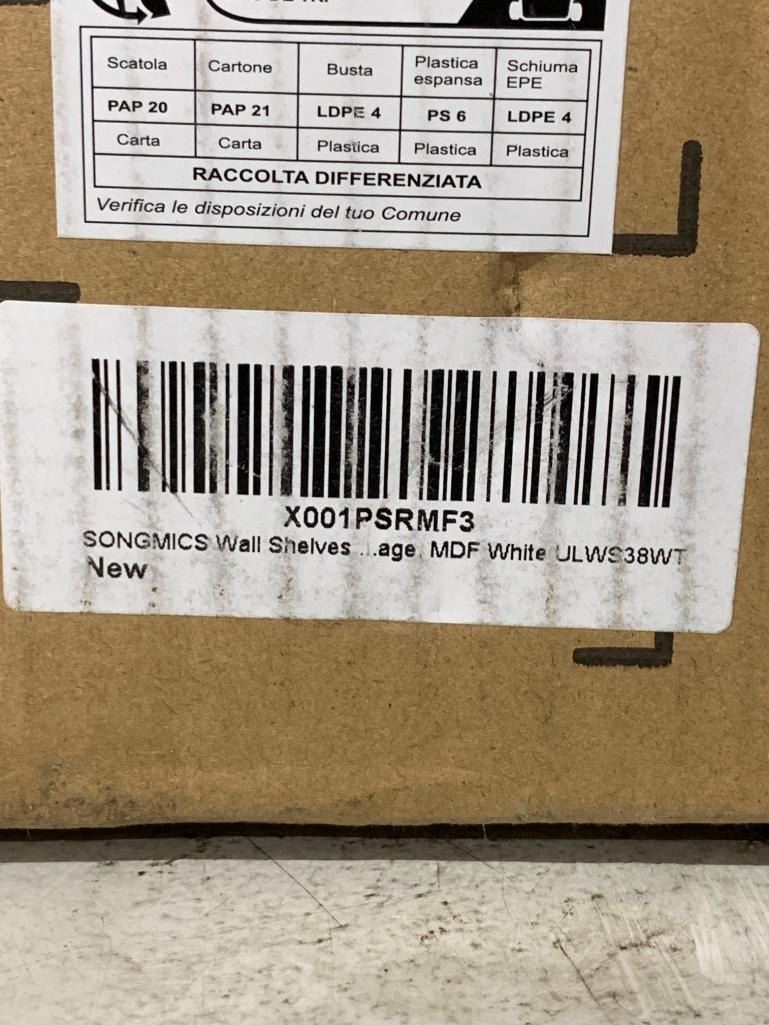 Scatola Cartone Busta Plastica espansa Schiuma EPE
PAP 20 PAP 21 LDPE 4 PS 6 LDPE 4
Carta Carta Plastica Plastica Plastica
RACCOLTA DIFFERENZIATA
Verifica le disposizioni del tuo Comune
X001PSRMF3
SONGMICS Wall Shelves ...age, MDF White ULWS38WT
New